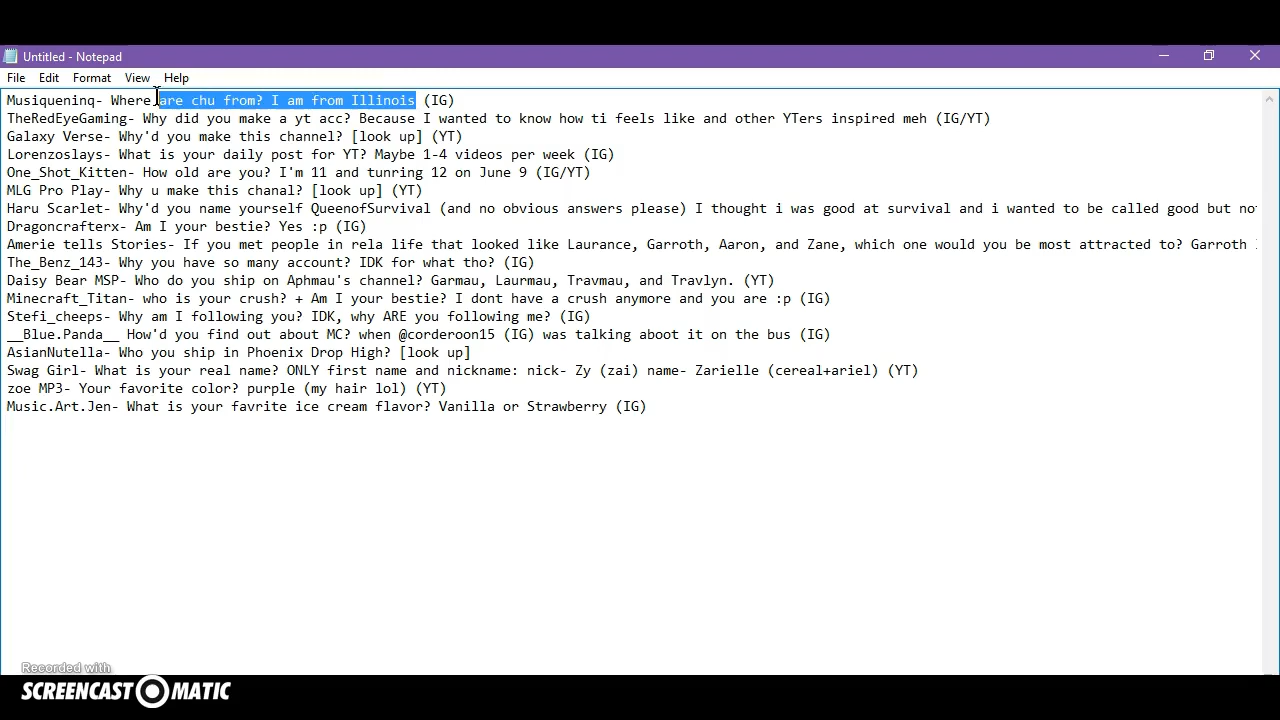 Untitled - Notepad
File Edit Format View Help
Musiqueninq- Where are chu from? I am from Illinois (IG)
TheRedEyeGaming- Why did you make a yt acc? Because I wanted to know how ti feels like and other YTers inspired meh (IG/YT)
Galaxy Verse- Why'd you make this channel? [look up] (YT)
Lorenzoslays- What is your daily post for YT? Maybe 1-4 videos per week (IG)
One_Shot_Kitten- How old are you? I'm 11 and tunring 12 on June 9 (IG/YT)
MLG Pro Play- Why u make this chanal? [look up] (YT)
Haru Scarlet- Why'd you name yourself QueenofSurvival (and no obvious answers please) I thought i was good at survival and i wanted to be called good but no
Dragoncrafterx- Am I your bestie? Yes :p (IG)
Amerie tells Stories- If you met people in rela life that looked like Laurance, Garroth, Aaron, and Zane, which one would you be most attracted to? Garroth
The_Benz_143- Why you have so many account? IDK for what tho? (IG)
Daisy Bear MSP- Who do you ship on Aphmau's channel? Garmau, Laurmau, Travmau, and Travlyn. (YT)
Minecraft_Titan- who is your crush? + Am I your bestie? I dont have a crush anymore and you are :p (IG)
Stefi_cheeps- Why am I following you? IDK, why ARE you following me? (IG)
__Blue.Panda__ How'd you find out about MC? when @corderoon15 (IG) was talking aboot it on the bus (IG)
AsianNutella- Who you ship in Phoenix Drop High? [look up]
Swag Girl- What is your real name? ONLY first name and nickname: nick- Zy (zai) name- Zarielle (cereal+ariel) (YT)
zoe MP3- Your favorite color? purple (my hair lol) (YT)
Music.Art.Jen- What is your favrite ice cream flavor? Vanilla or Strawberry (IG)
Recorded with
SCREENCAST-O-MATIC